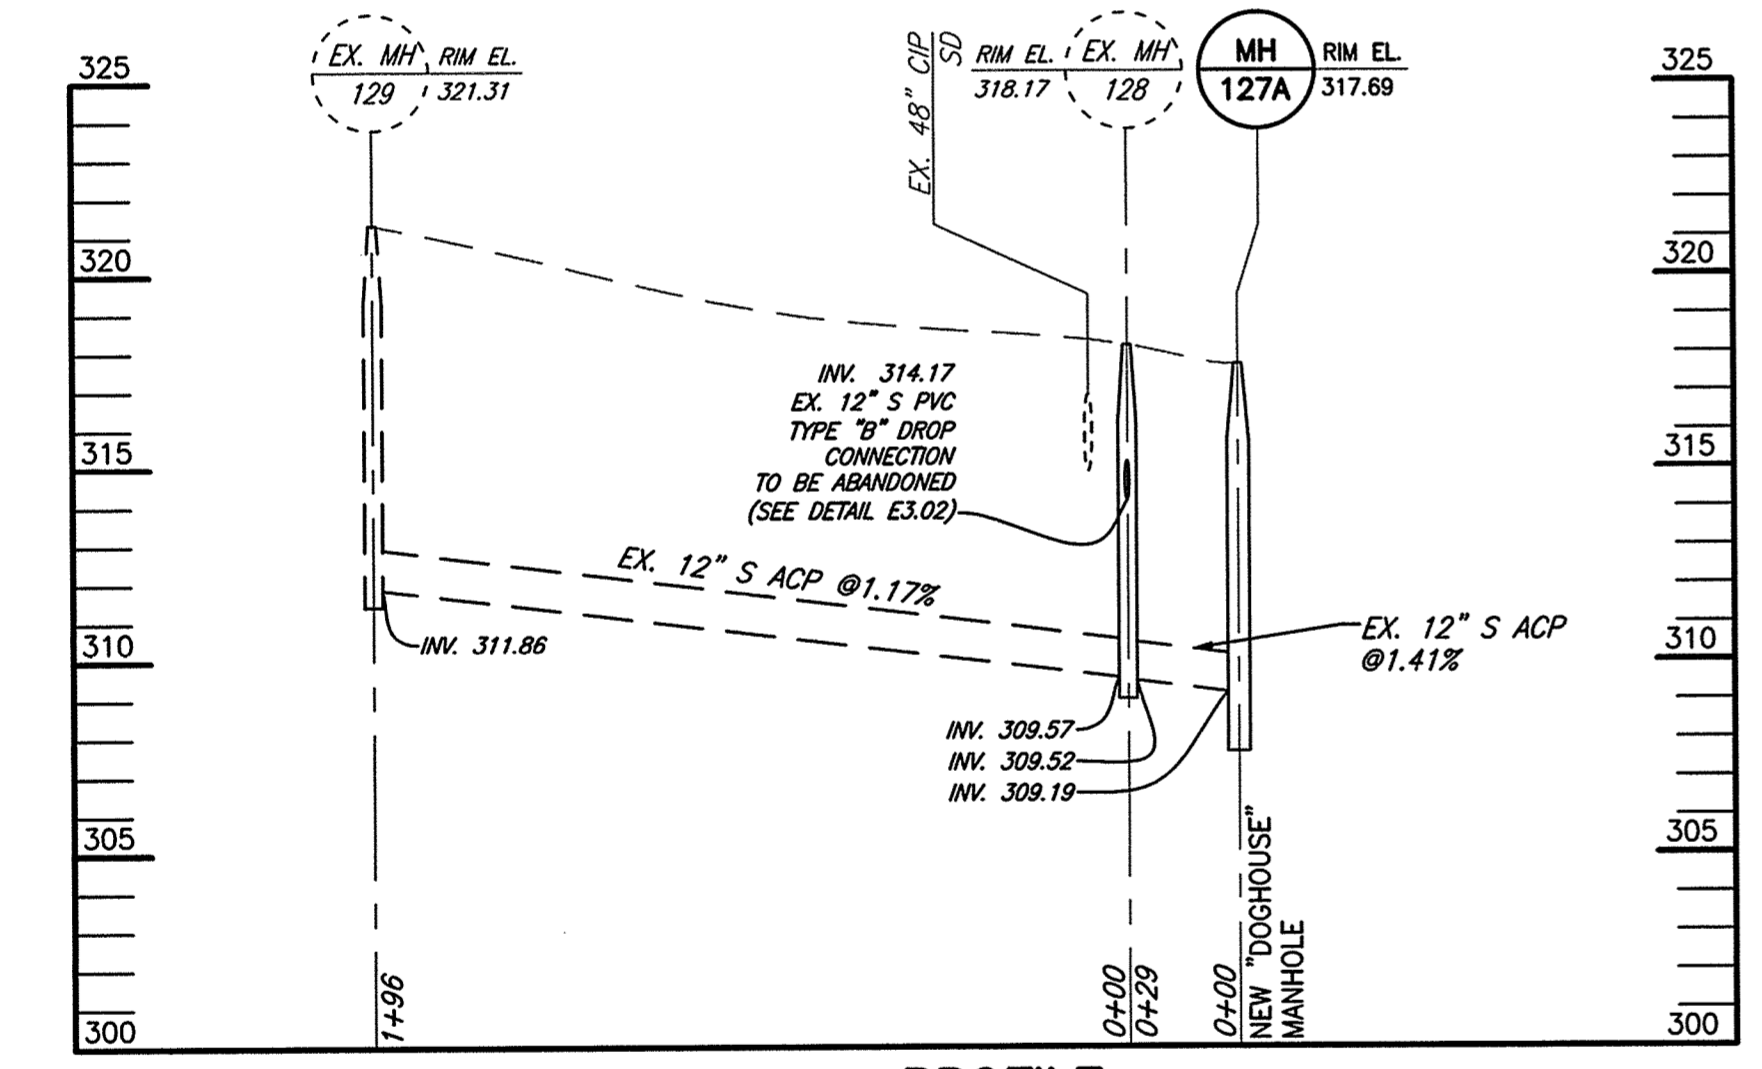 EX. MH
129
RIM EL.
321.31
EX. 48" CIP
SD
RIM EL.
318.17
EX. MH
128
MH
127A
RIM EL.
317.69
325
320
315
310
305
300
325
320
315
310
305
300
INV. 314.17
EX. 12" S PVC
TYPE "B" DROP
CONNECTION
TO BE ABANDONED
(SEE DETAIL E3.02)
EX. 12" S ACP @1.17%
INV. 311.86
EX. 12" S ACP
@1.41%
INV. 309.57
INV. 309.52
INV. 309.19
1+96
0+00
0+29
0+00
NEW "DOGHOUSE"
MANHOLE